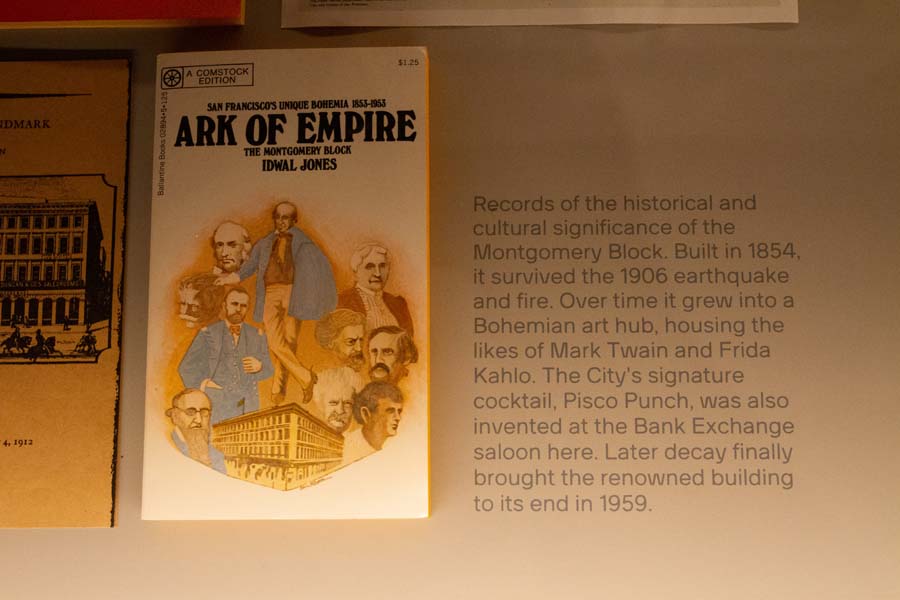 NDMARK
4, 1912
A COMSTOCK
EDITION
$1.25
Ballantine Books 02894•5•125
SAN FRANCISCO'S UNIQUE BOHEMIA 1853-1953
ARK OF EMPIRE
THE MONTGOMERY BLOCK
IDWAL JONES
Records of the historical and
cultural significance of the
Montgomery Block. Built in 1854,
it survived the 1906 earthquake
and fire. Over time it grew into a
Bohemian art hub, housing the
likes of Mark Twain and Frida
Kahlo. The City's signature
cocktail, Pisco Punch, was also
invented at the Bank Exchange
saloon here. Later decay finally
brought the renowned building
to its end in 1959.